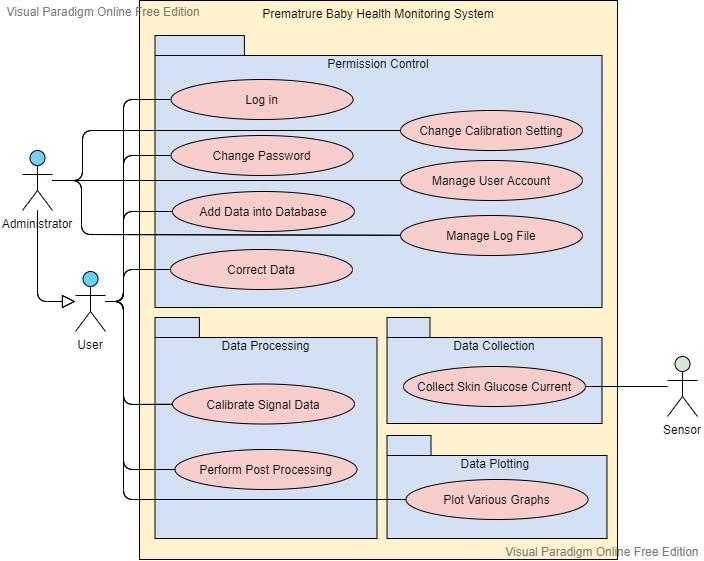 Visual Paradigm Online Free Edition
Prematrure Baby Health Monitoring System
Permission Control
Log in
Change Calibration Setting
Change Password
Manage User Account
Add Data into Database
Manage Log File
Correct Data
Administrator
User
Data Processing
Calibrate Signal Data
Perform Post Processing
Data Collection
Collect Skin Glucose Current
Sensor
Data Plotting
Plot Various Graphs
Visual Paradigm Online Free Edition